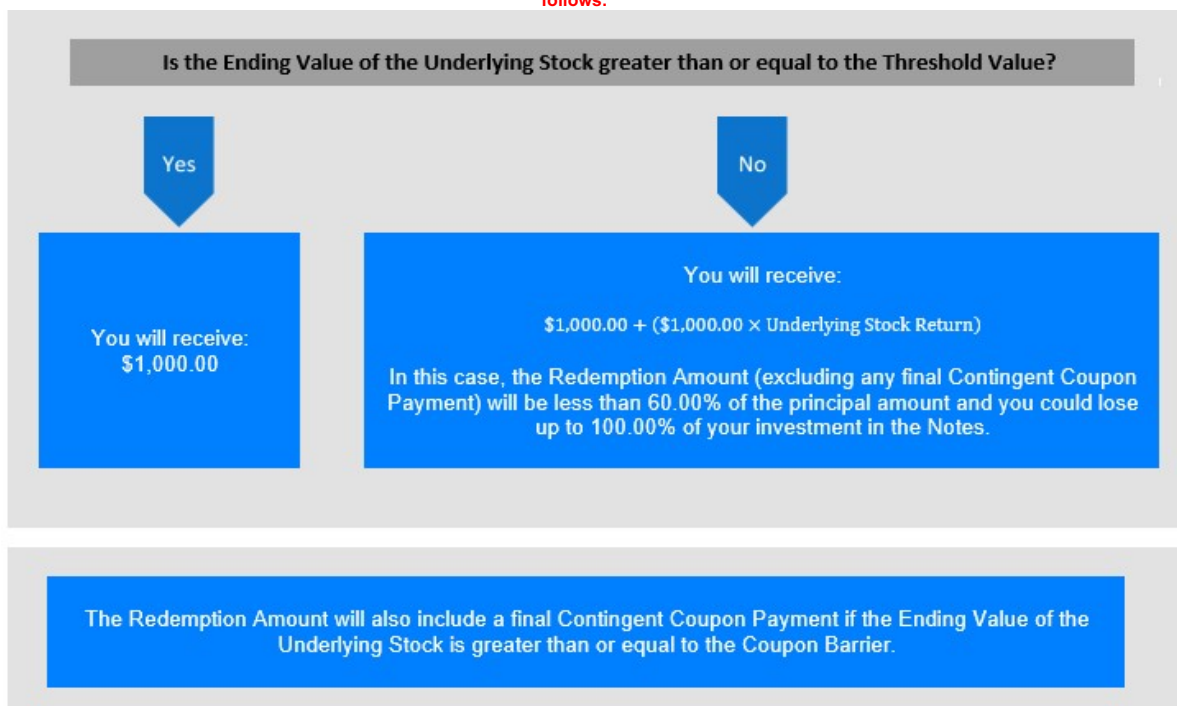 follows:
Is the Ending Value of the Underlying Stock greater than or equal to the Threshold Value?
Yes
No
You will receive:
$1,000.00
You will receive:
$1,000.00 + ($1,000.00 × Underlying Stock Return)
In this case, the Redemption Amount (excluding any final Contingent Coupon
Payment) will be less than 60.00% of the principal amount and you could lose
up to 100.00% of your investment in the Notes.
The Redemption Amount will also include a final Contingent Coupon Payment if the Ending Value of the
Underlying Stock is greater than or equal to the Coupon Barrier.